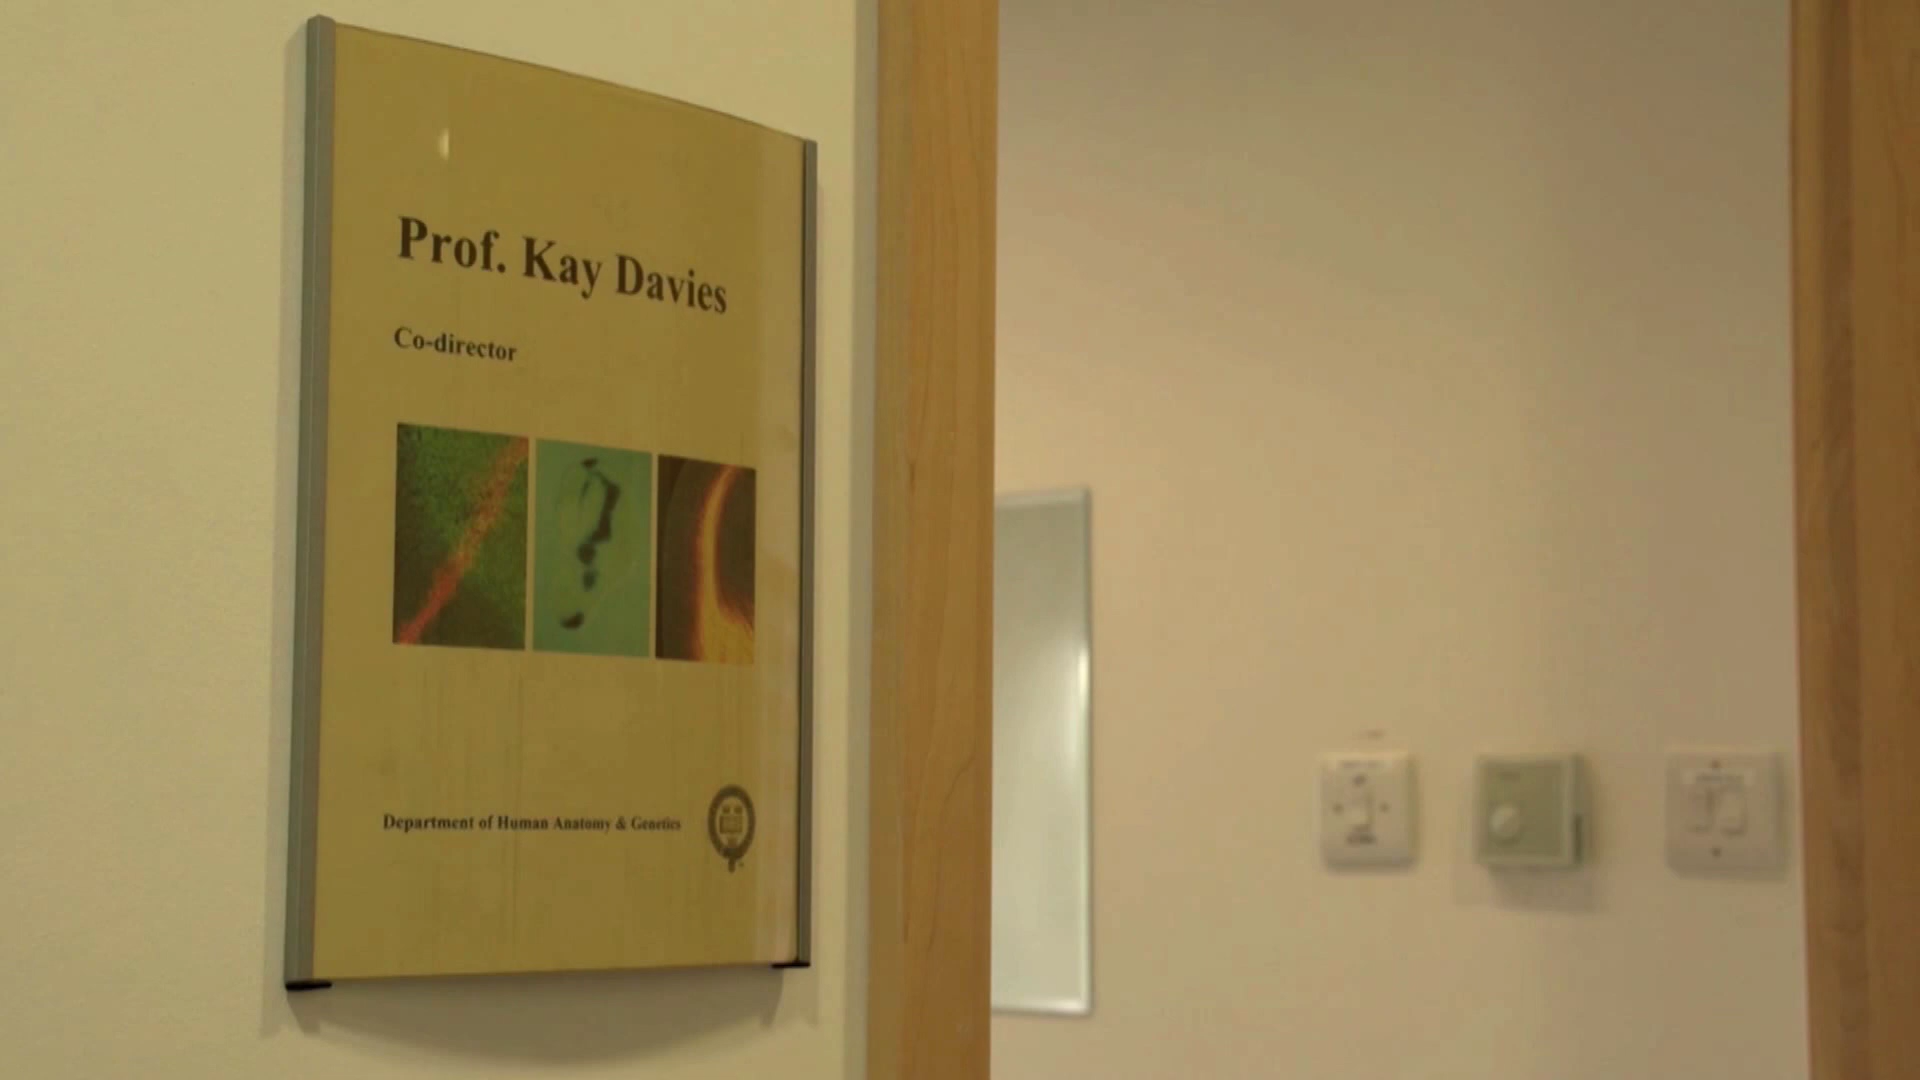 Prof. Kay Davies
Co-director
Department of Human Anatomy & Genetics